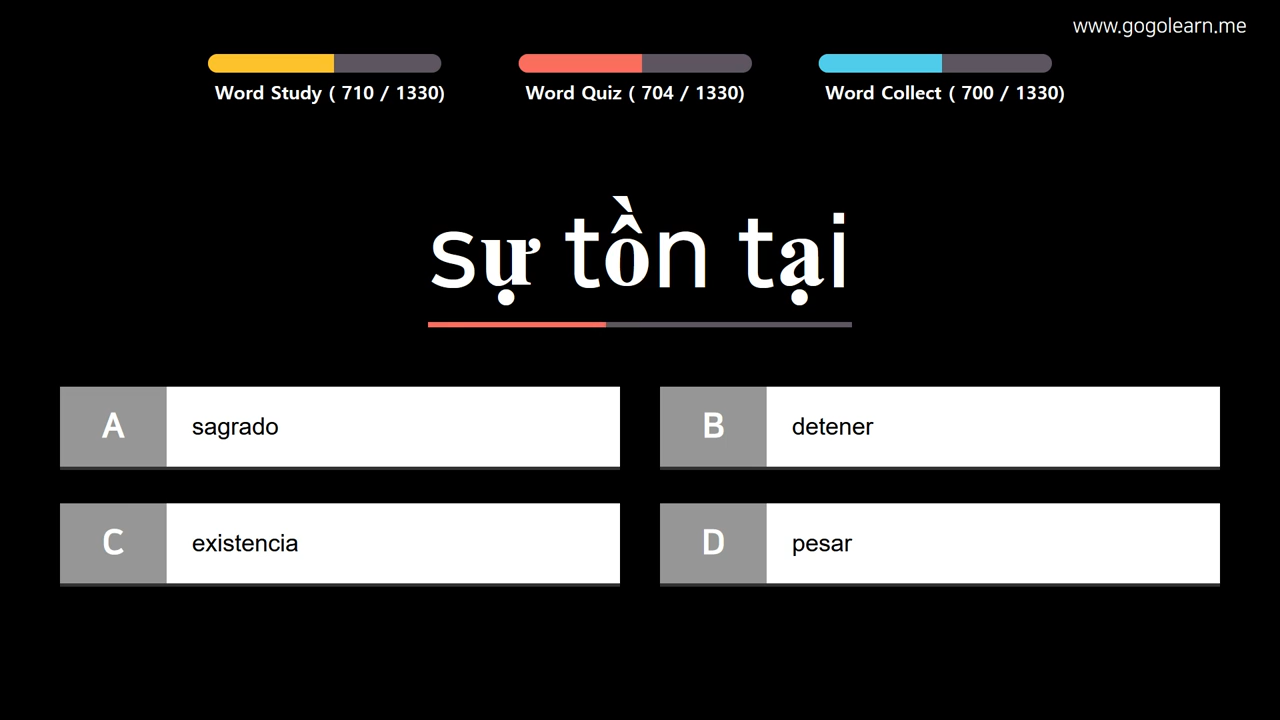 www.gogolearn.me
Word Study ( 710 / 1330)
Word Quiz ( 704 / 1330)
Word Collect ( 700 / 1330)
sự tồn tại
A sagrado
B detener
C existencia
D pesar